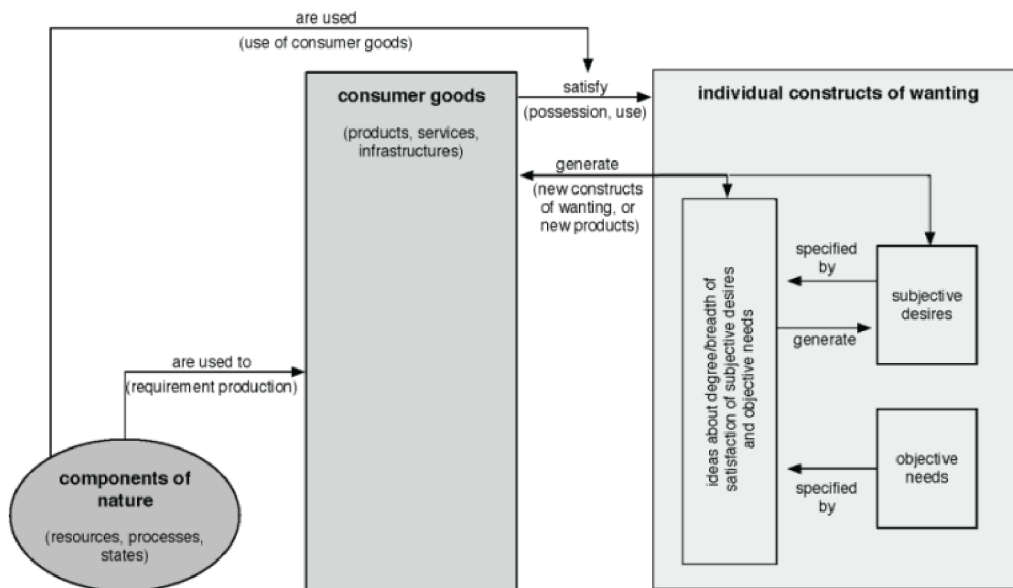 are used
(use of consumer goods)
consumer goods
(products, services,
infrastructures)
satisfy
(possession, use)
individual constructs of wanting
generate
(new constructs
of wanting, or
new products)
ideas about degree/breadth of
satisfaction of subjective desires
and objective needs
specified
by
subjective
desires
generate
are used to
(requirement production)
objective
needs
specified
by
components of
nature
(resources, processes,
states)